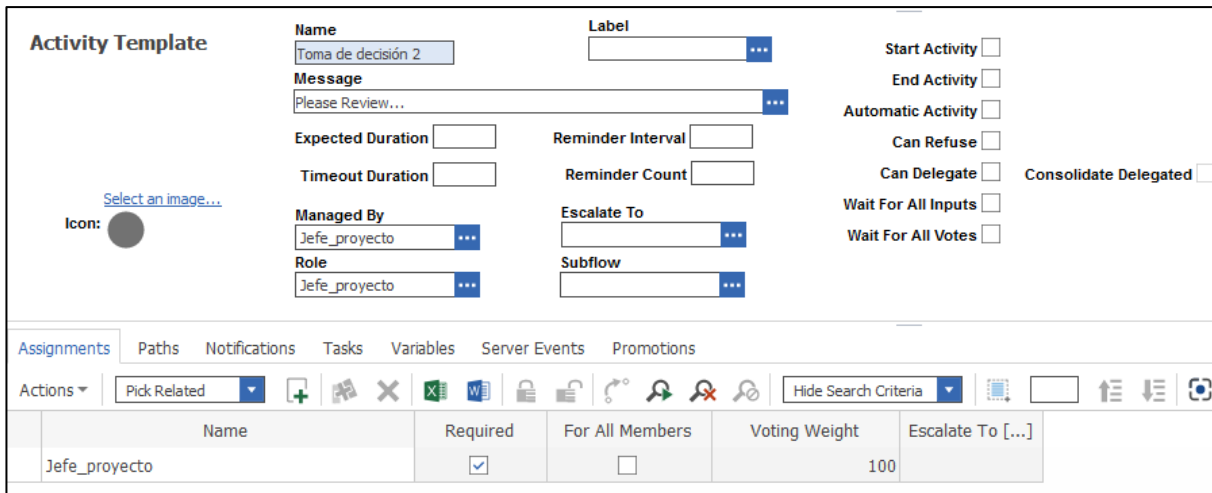 Activity Template
Name
Label
Toma de decisión 2
...
Start Activity
End Activity
Message
Please Review...
...
Automatic Activity
Expected Duration
Reminder Interval
Can Refuse
Timeout Duration
Reminder Count
Can Delegate
Consolidate Delegated
Select an image...
Icon:
Wait For All Inputs
Managed By
Escalate To
Jefe_proyecto
...
...
Wait For All Votes
Role
Subflow
Jefe_proyecto
...
...
Assignments Paths Notifications Tasks Variables Server Events Promotions
Actions Pick Related Hide Search Criteria
Name Required For All Members Voting Weight Escalate To [...]
Jefe_proyecto 100